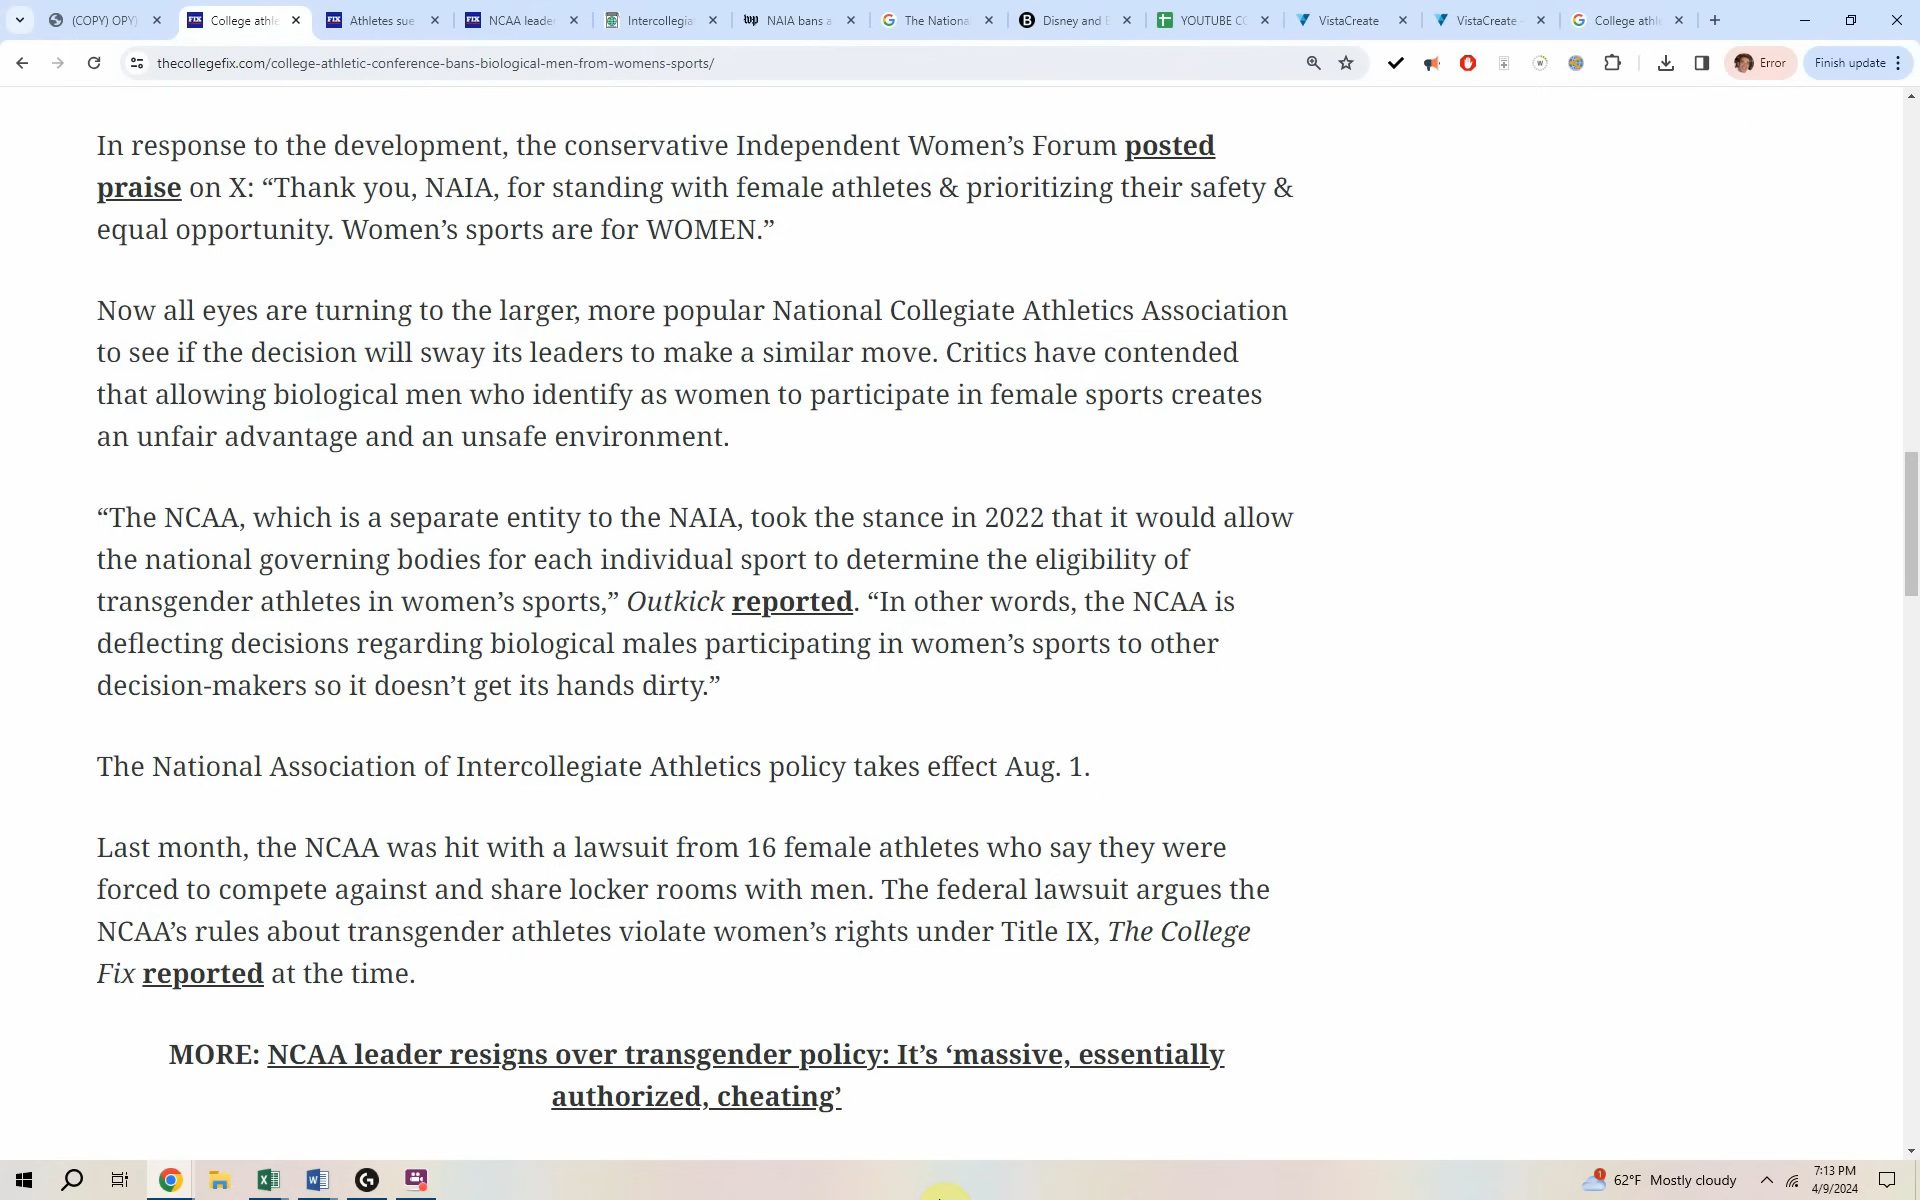 (COPY) OPY)
College athle
Athletes sue
NCAA leade
Intercollegia
NAIA bans a
The Nationa
Disney and E
YOUTUBE CC
VistaCreate
VistaCreate -
College athle
thecollegefix.com/college-athletic-conference-bans-biological-men-from-womens-sports/
Error
Finish update
In response to the development, the conservative Independent Women’s Forum posted
praise on X: “Thank you, NAIA, for standing with female athletes & prioritizing their safety &
equal opportunity. Women’s sports are for WOMEN.”
Now all eyes are turning to the larger, more popular National Collegiate Athletics Association
to see if the decision will sway its leaders to make a similar move. Critics have contended
that allowing biological men who identify as women to participate in female sports creates
an unfair advantage and an unsafe environment.
“The NCAA, which is a separate entity to the NAIA, took the stance in 2022 that it would allow
the national governing bodies for each individual sport to determine the eligibility of
transgender athletes in women’s sports,” Outkick reported. “In other words, the NCAA is
deflecting decisions regarding biological males participating in women’s sports to other
decision-makers so it doesn’t get its hands dirty.”
The National Association of Intercollegiate Athletics policy takes effect Aug. 1.
Last month, the NCAA was hit with a lawsuit from 16 female athletes who say they were
forced to compete against and share locker rooms with men. The federal lawsuit argues the
NCAA’s rules about transgender athletes violate women’s rights under Title IX, The College
Fix reported at the time.
MORE: NCAA leader resigns over transgender policy: It’s ‘massive, essentially
authorized, cheating’
1
62°F Mostly cloudy
7:13 PM
4/9/2024